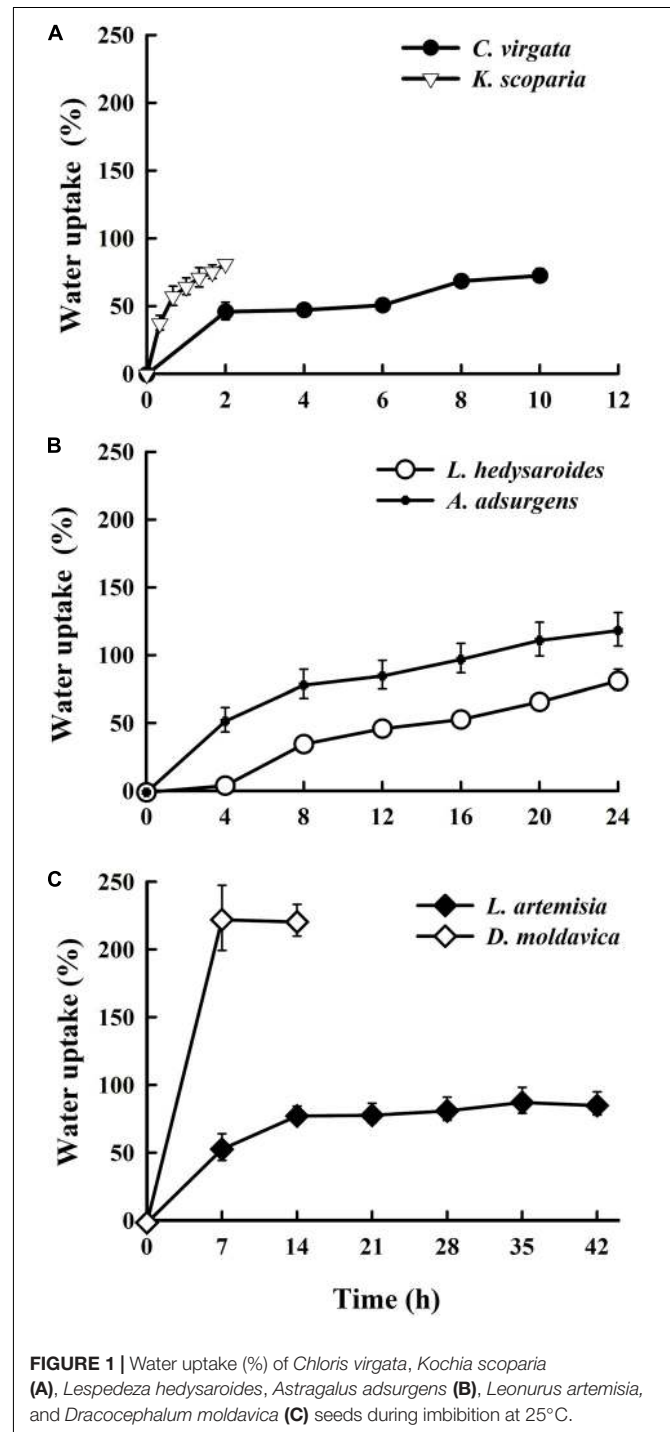 A
C. virgata
K. scoparia
Water uptake (%)
250
200
150
100
50
0
0 2 4 6 8 10 12
B
L. hedysaroides
A. adsurgens
Water uptake (%)
250
200
150
100
50
0
0 4 8 12 16 20 24
C
L. artemisia
D. moldavica
Water uptake (%)
250
200
150
100
50
0
0 7 14 21 28 35 42
Time (h)
FIGURE 1 | Water uptake (%) of Chloris virgata, Kochia scoparia
(A), Lespedeza hedysaroides, Astragalus adsurgens (B), Leonurus artemisia,
and Dracocephalum moldavica (C) seeds during imbibition at 25°C.